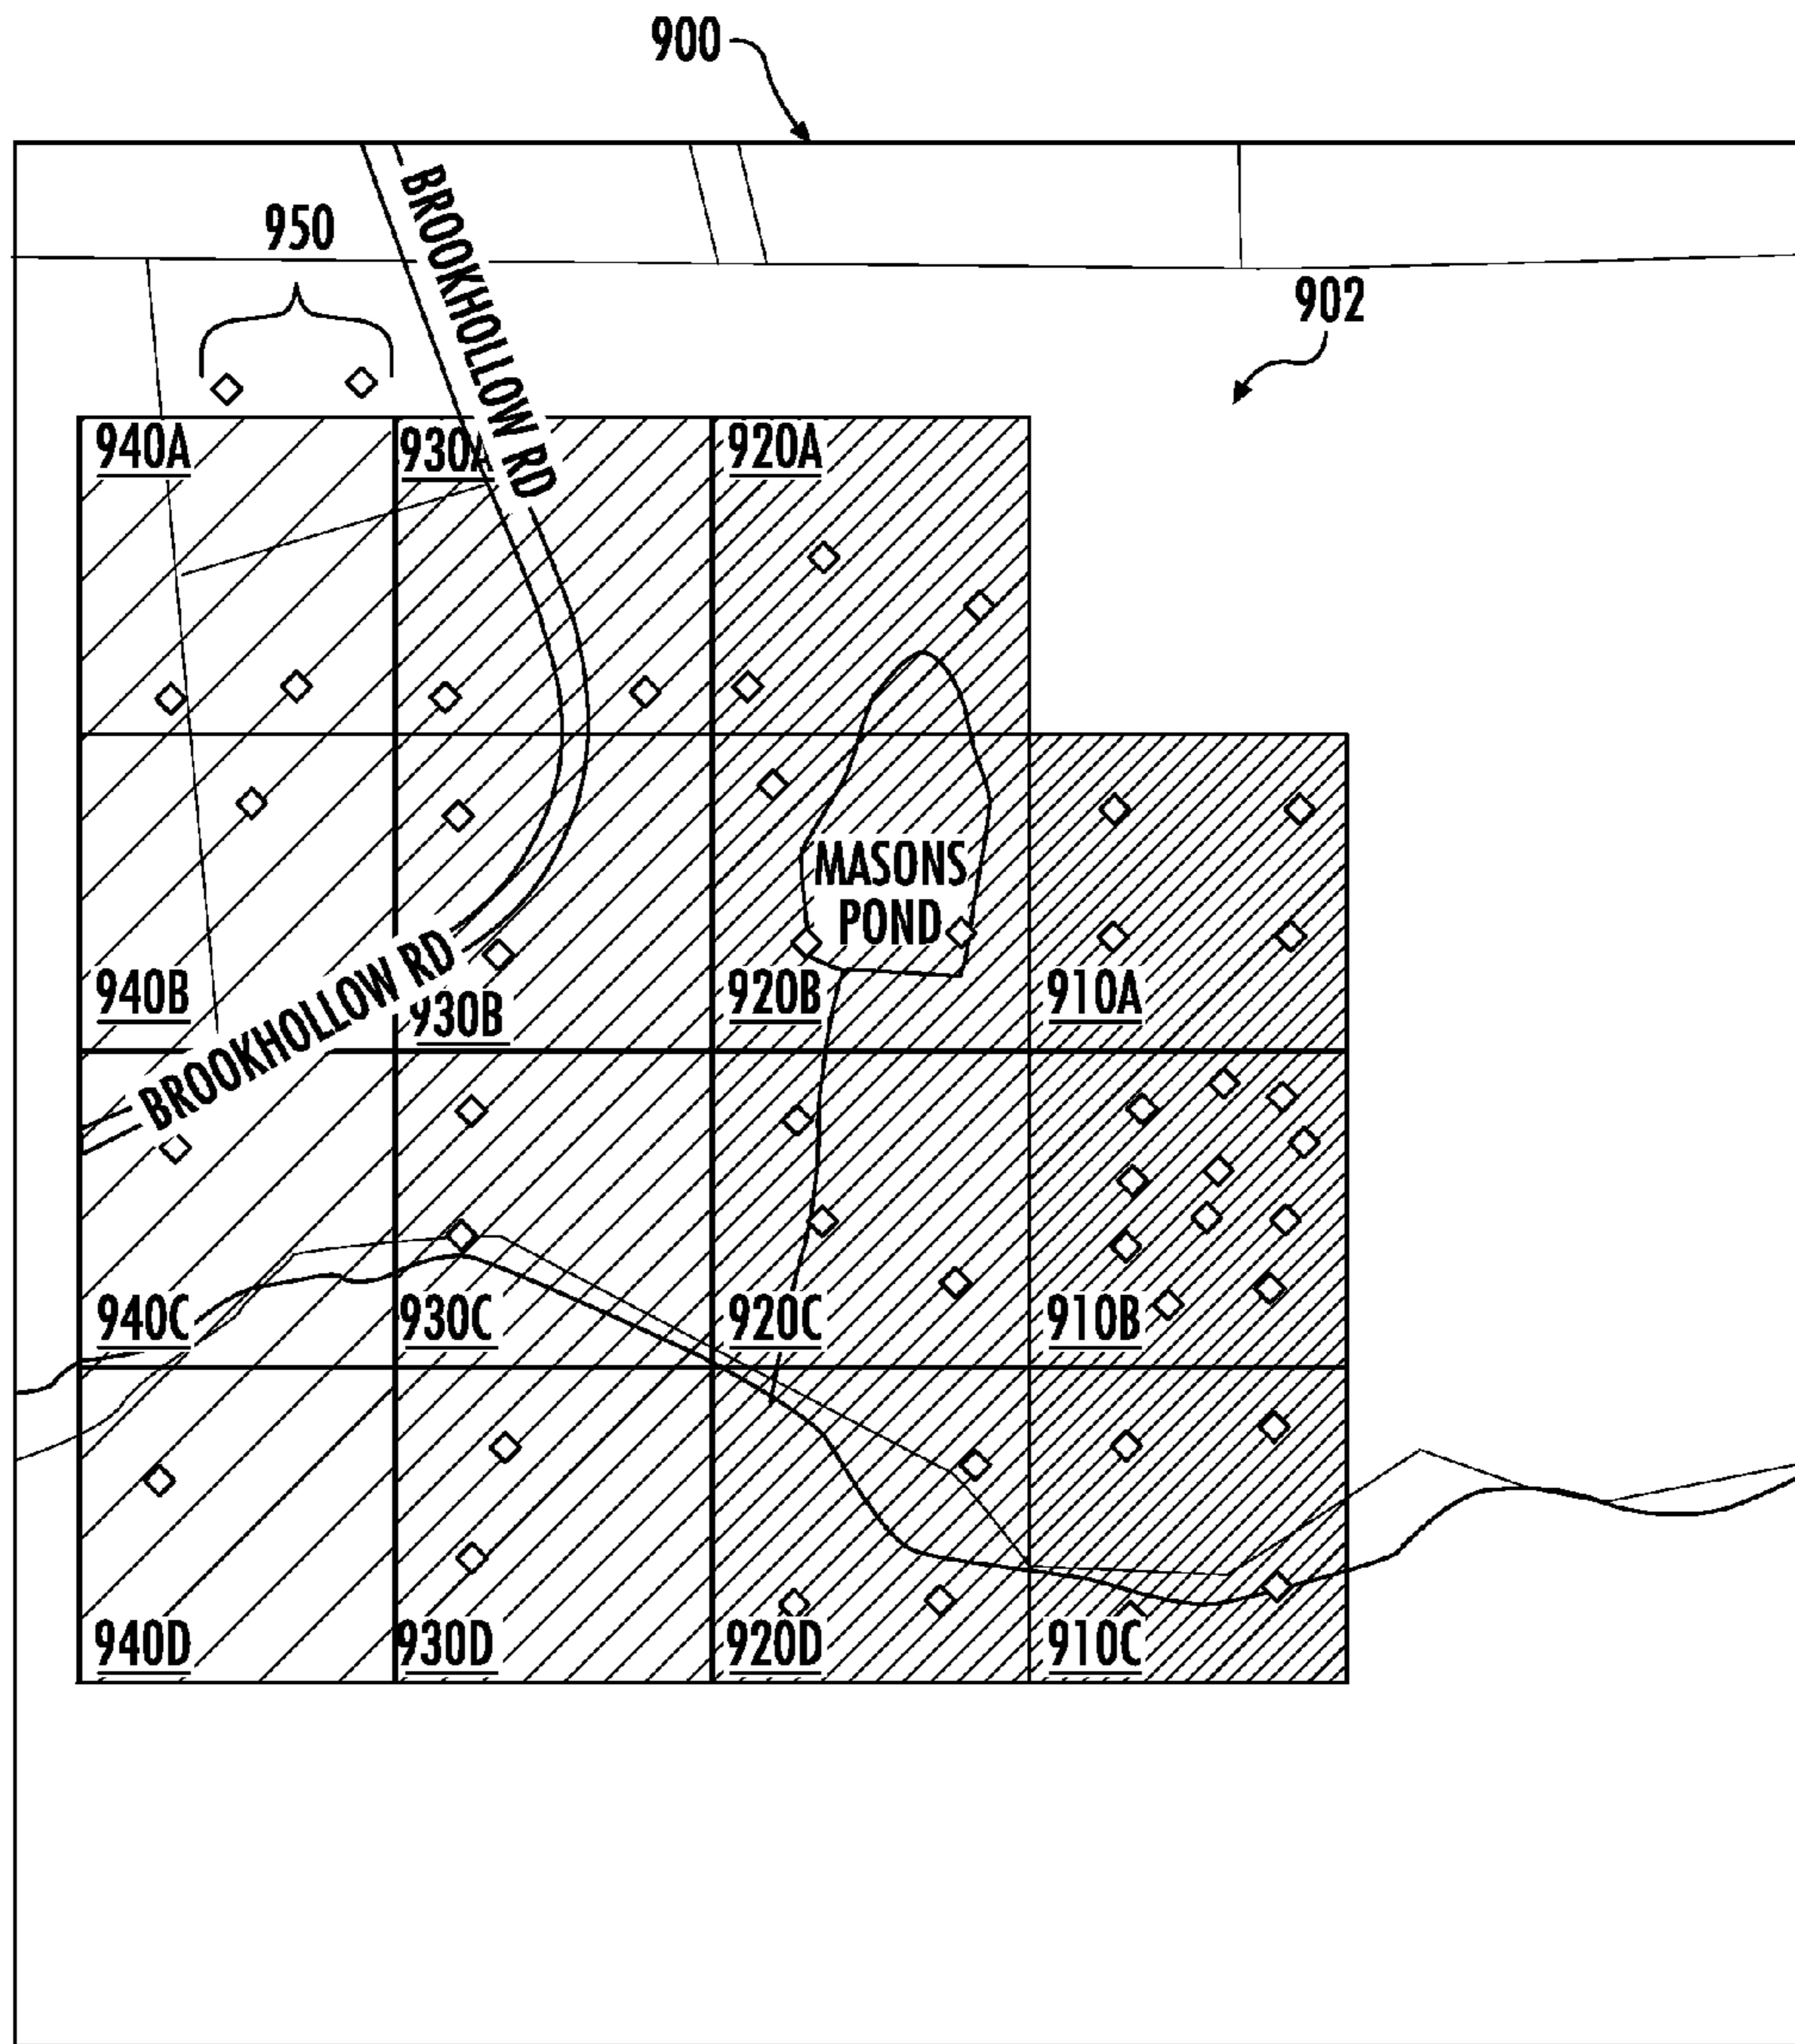 900
BROOKHOLLOW RD
950
902
940A
930A
920A
MASONS
POND
940B
930B
920B
910A
BROOKHOLLOW RD
940C
930C
920C
910B
940D
930D
920D
910C